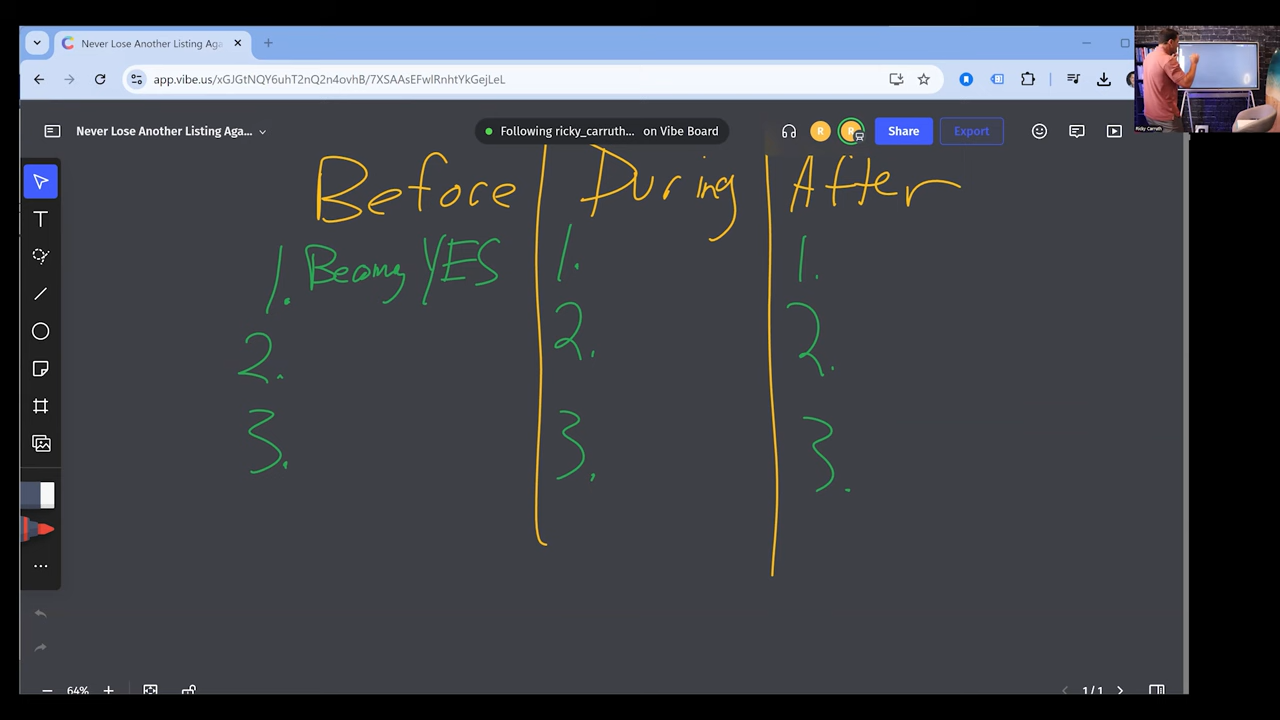 Never Lose Another Listing Aga
app.vibe.us/xGJGtNQY6uhT2nQ2n4ovhB/7XSAAsEFwlRnhtYkGejLeL
Never Lose Another Listing Aga...
Following ricky_carruth... on Vibe Board
R
R
Share
Export
Ricky Carruth
T
Before During After
1. Becoming YES 1. 1.
2. 2. 2.
3. 3. 3.
64%
1/1